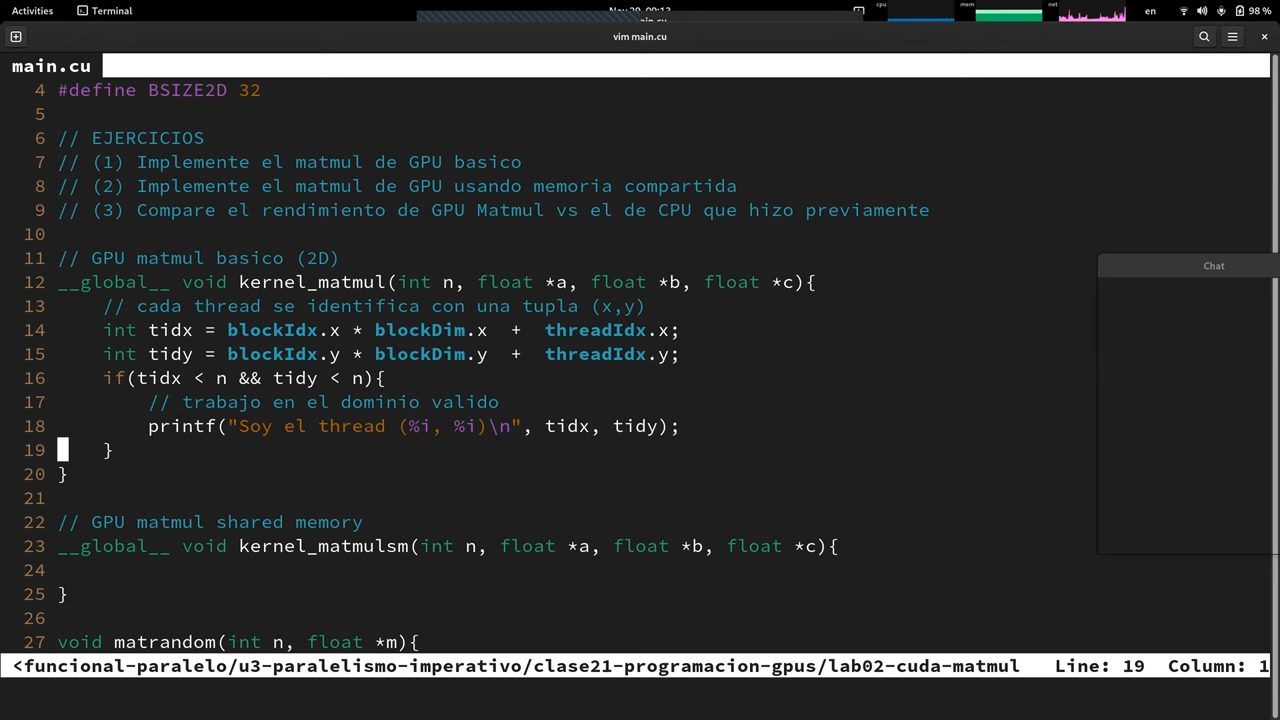 Activities Terminal cpu mem net en 98 %
vim main.cu
main.cu
4 #define BSIZE2D 32
5
6 // EJERCICIOS
7 // (1) Implemente el matmul de GPU basico
8 // (2) Implemente el matmul de GPU usando memoria compartida
9 // (3) Compare el rendimiento de GPU Matmul vs el de CPU que hizo previamente
10
11 // GPU matmul basico (2D)
12 __global__ void kernel_matmul(int n, float *a, float *b, float *c){
13 // cada thread se identifica con una tupla (x,y)
14 int tidx = blockIdx.x * blockDim.x + threadIdx.x;
15 int tidy = blockIdx.y * blockDim.y + threadIdx.y;
16 if(tidx < n && tidy < n){
17 // trabajo en el dominio valido
18 printf("Soy el thread (%i, %i)\n", tidx, tidy);
19 }
20 }
21
22 // GPU matmul shared memory
23 __global__ void kernel_matmulsm(int n, float *a, float *b, float *c){
24
25 }
26
27 void matrandom(int n, float *m){
<funcional-paralelo/u3-paralelismo-imperativo/clase21-programacion-gpus/lab02-cuda-matmul Line: 19 Column: 1
Chat